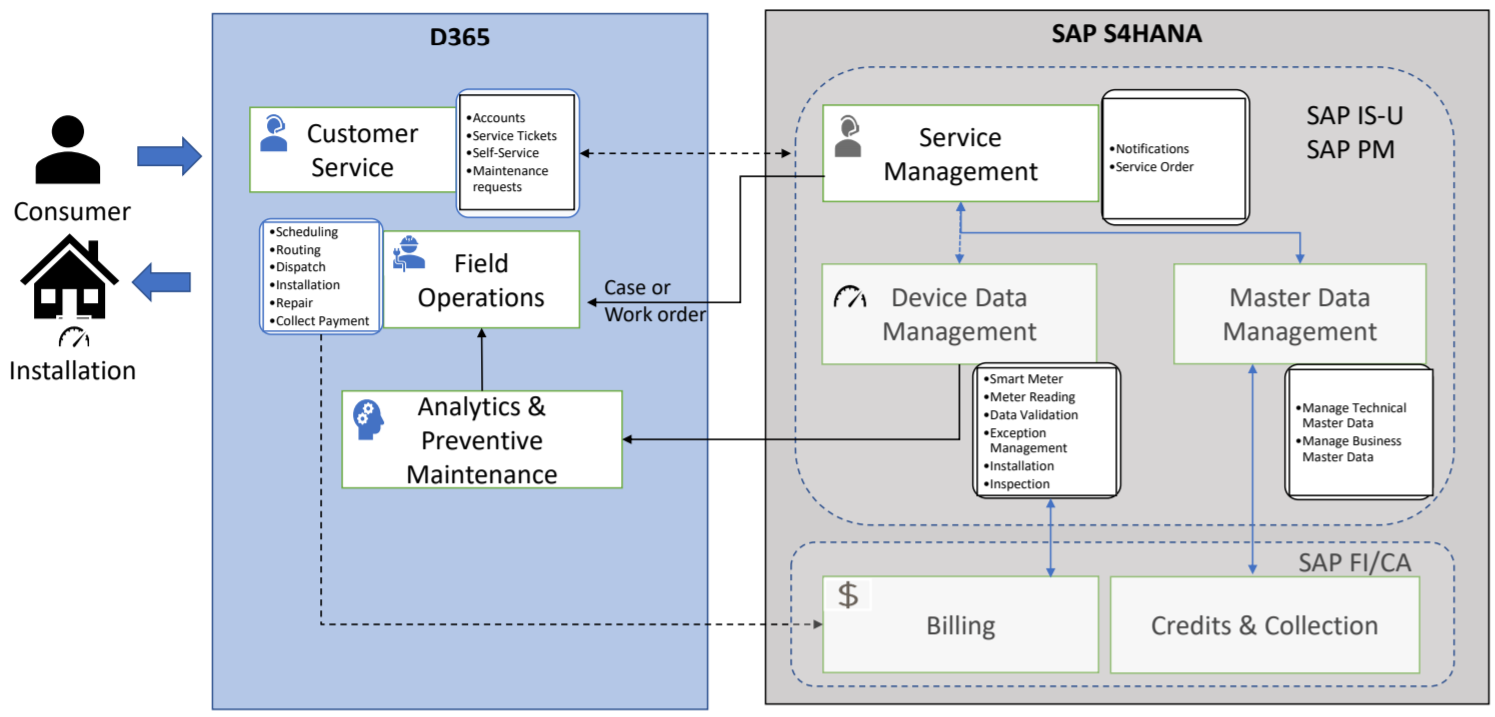 D365
SAP S4HANA
Consumer
Installation
Customer
Service
•Accounts
•Service Tickets
•Self-Service
•Maintenance
requests
•Scheduling
•Routing
•Dispatch
•Installation
•Repair
•Collect Payment
Field
Operations
Case or
Work order
Analytics &
Preventive
Maintenance
SAP IS-U
SAP PM
Service
Management
•Notifications
•Service Order
Device Data
Management
Master Data
Management
•Smart Meter
•Meter Reading
•Data Validation
•Exception
Management
•Installation
•Inspection
•Manage Technical
Master Data
•Manage Business
Master Data
SAP FI/CA
$
Billing
Credits & Collection